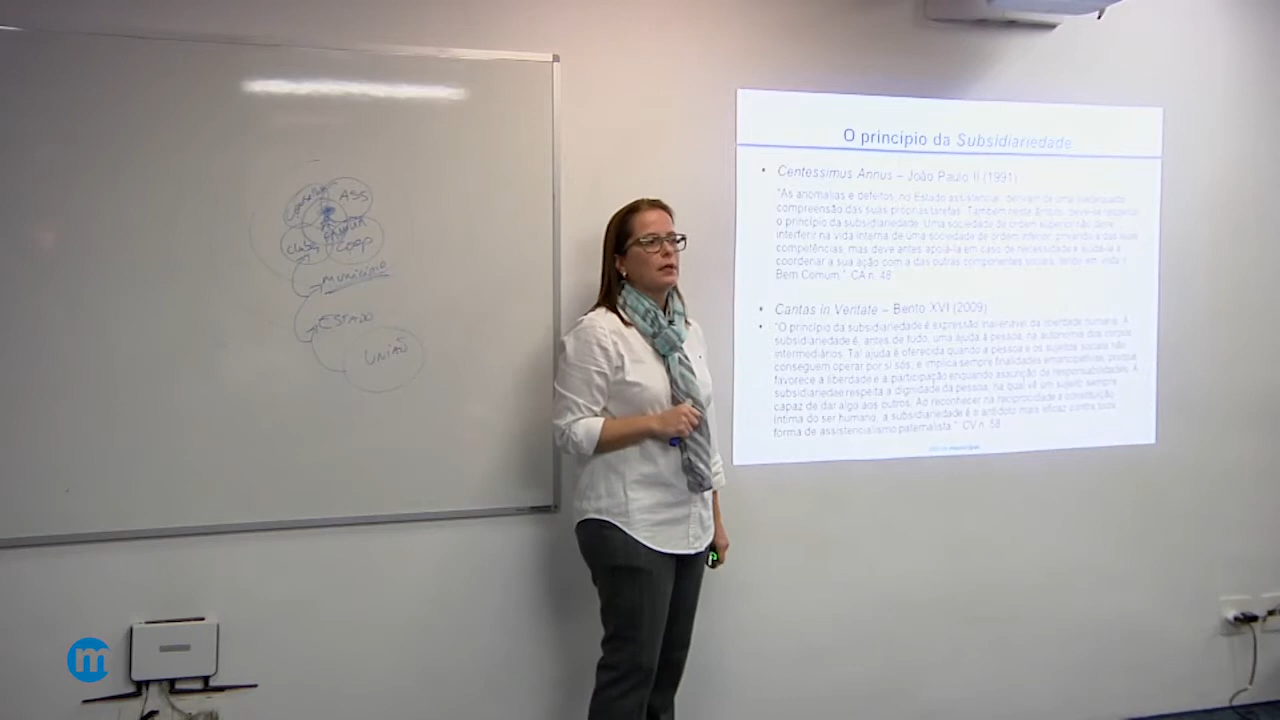 ASS
FAMÍLIA
club
coop
MUNICÍPIO
ESTADO
UNIÃO
O princípio da Subsidiariedade
• Centessimus Annus – João Paulo II (1991)
"As anomalias e defeitos, no Estado assistencial, derivam de uma inadequada
compreensão das suas próprias tarefas. Também neste âmbito, deve-se respeitar
o princípio da subsidiariedade. Uma sociedade de ordem superior não deve
interferir na vida interna de uma sociedade de ordem inferior, privando-a das suas
competências, mas deve antes apoiá-la em caso de necessidade e ajudá-la a
coordenar a sua ação com a das outras componentes sociais, tendo em vista o
Bem Comum." CA n. 48
• Caritas in Veritate – Bento XVI (2009)
• "O princípio da subsidiariedade é expressão inalienável da liberdade humana. A
subsidiariedade é, antes de tudo, uma ajuda à pessoa, na autonomia dos corpos
intermediários. Tal ajuda é oferecida quando a pessoa e os sujeitos sociais não
conseguem operar por si sós, e implica sempre finalidades emancipativas, porque
favorece a liberdade e a participação enquanto assunção de responsabilidades. A
subsidiariedade respeita a dignidade da pessoa, na qual vê um sujeito sempre
capaz de dar algo aos outros. Ao reconhecer na reciprocidade a constituição
íntima do ser humano, a subsidiariedade é o antídoto mais eficaz contra toda
forma de assistencialismo paternalista." CV n. 58
m